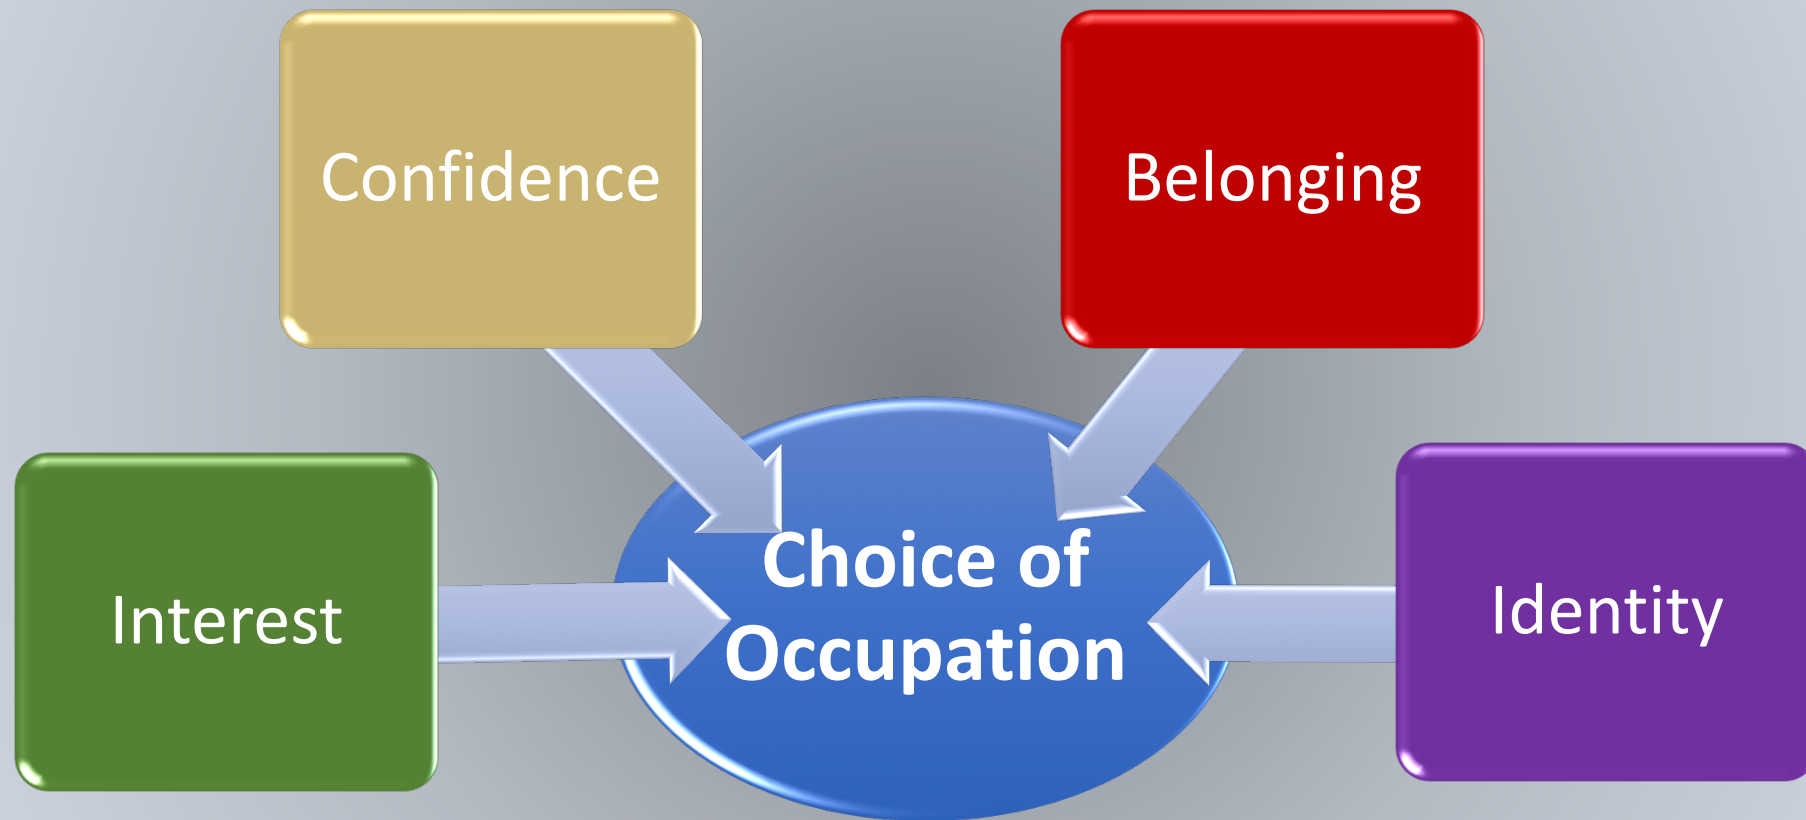 Confidence
Belonging
Interest
Choice of
Occupation
Identity